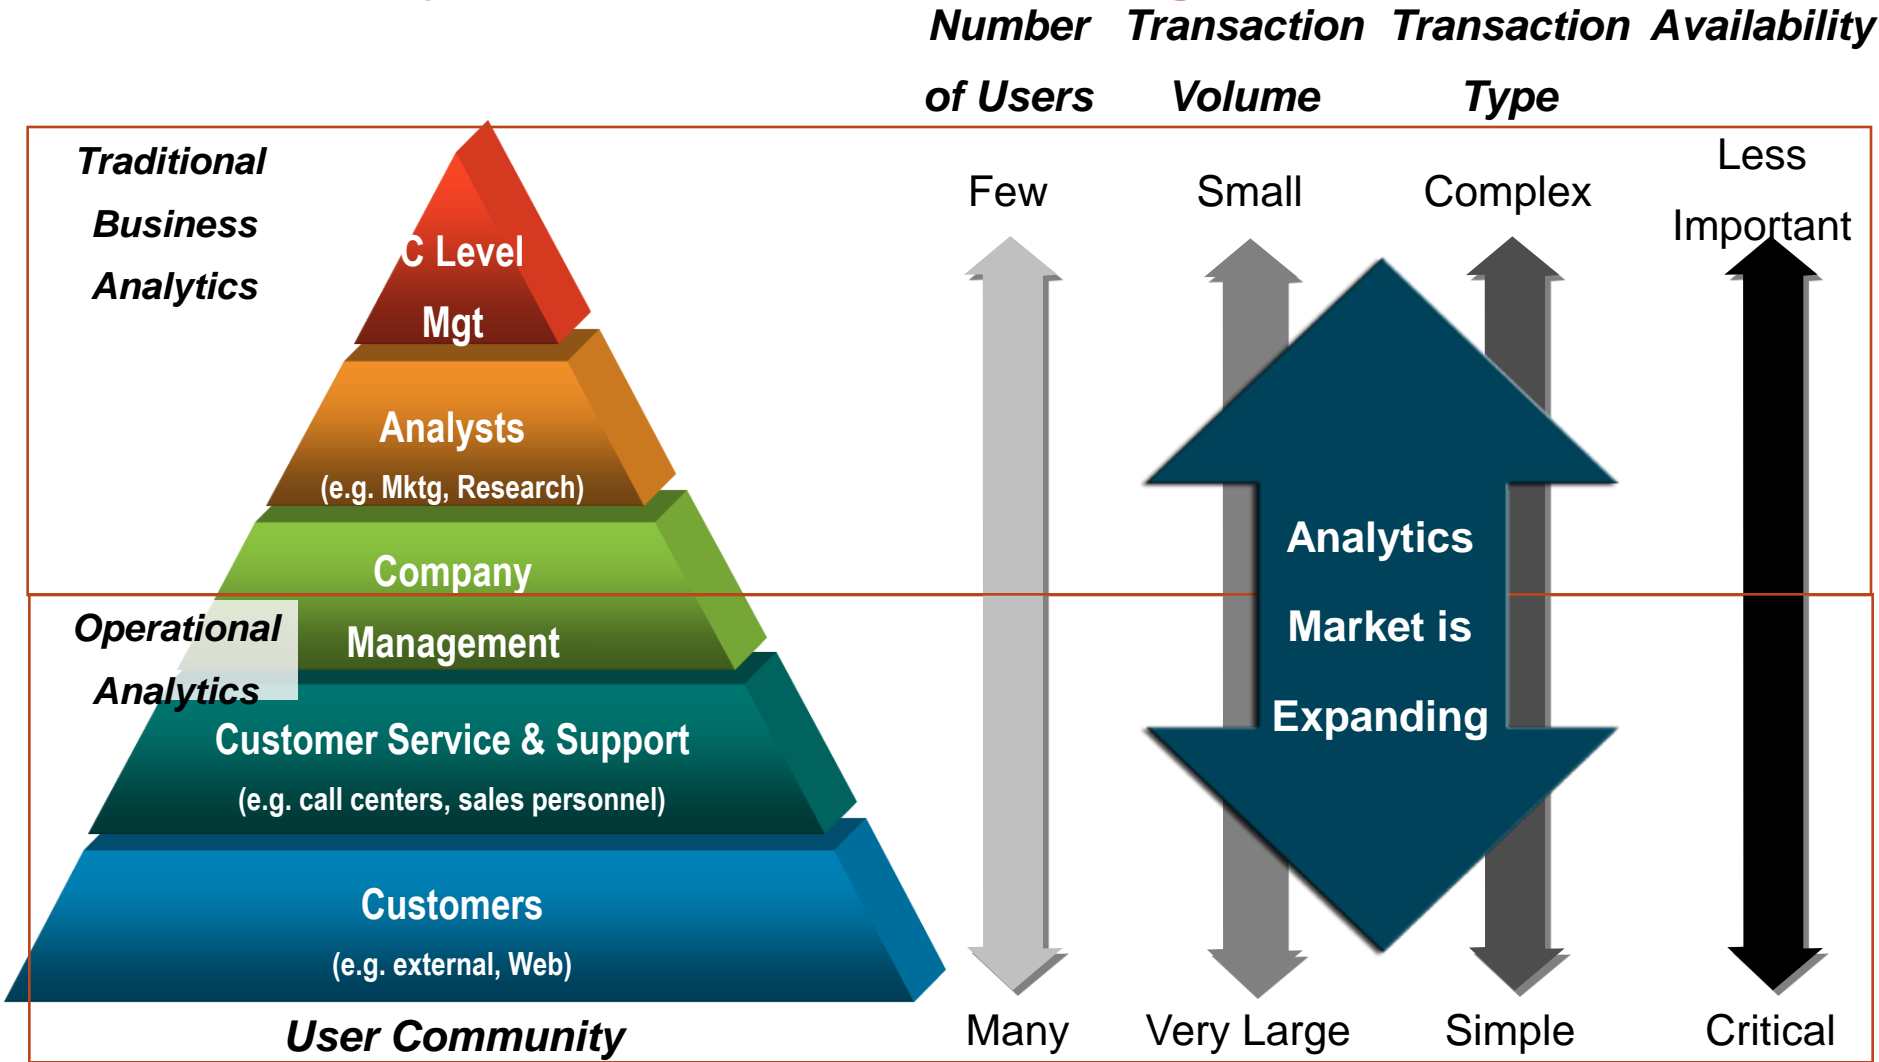 Number
of Users
Transaction
Volume
Transaction
Type
Availability
Traditional
Business
Analytics
Few
Small
Complex
Less
Important
C Level
Mgt
Analysts
(e.g. Mktg, Research)
Company
Management
Operational
Analytics
Customer Service & Support
(e.g. call centers, sales personnel)
Customers
(e.g. external, Web)
Analytics
Market is
Expanding
User Community
Many
Very Large
Simple
Critical